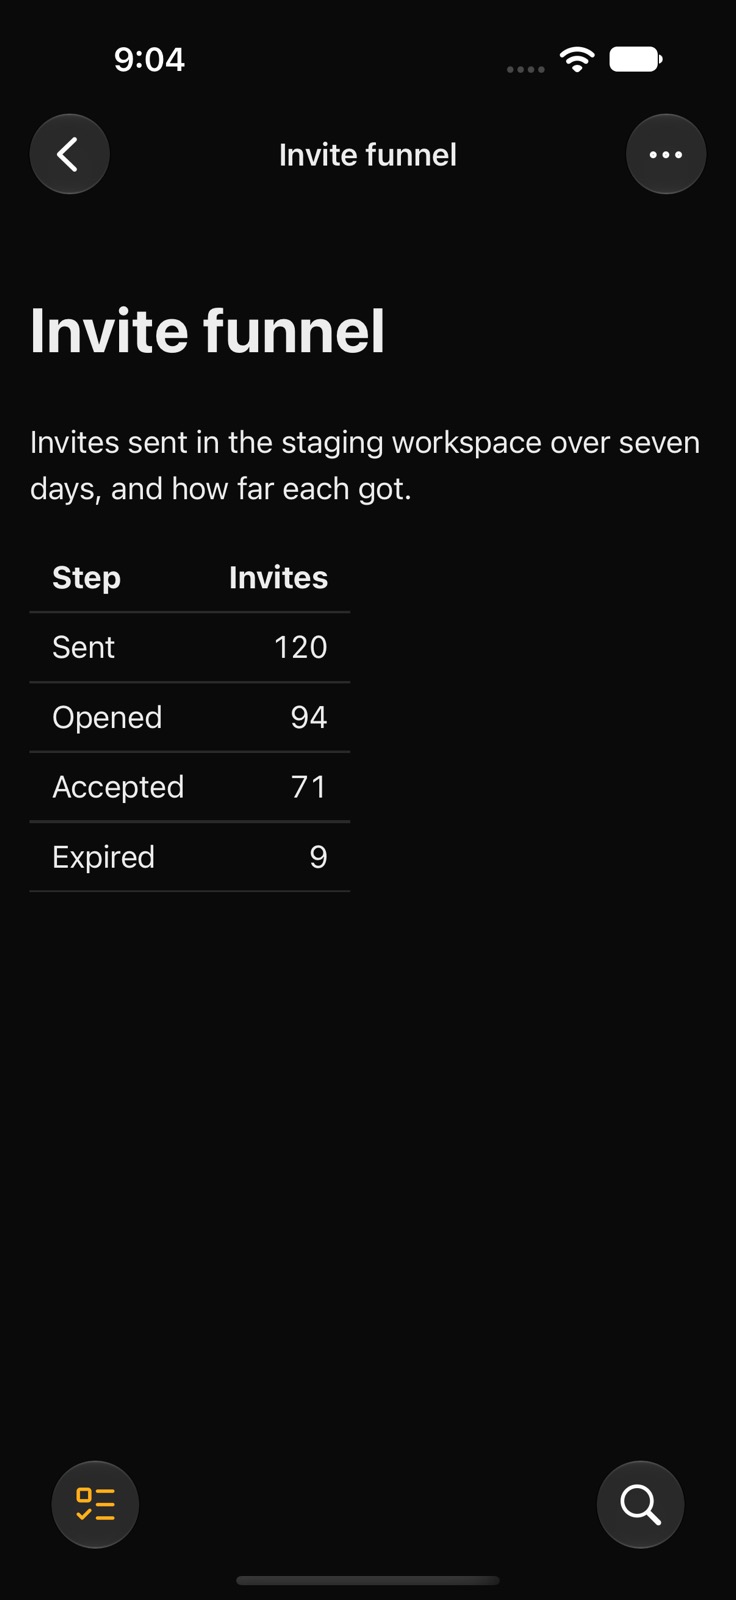 9:04
Invite funnel
Invite funnel
Invites sent in the staging workspace over seven
days, and how far each got.
Step Invites
Sent 120
Opened 94
Accepted 71
Expired 9